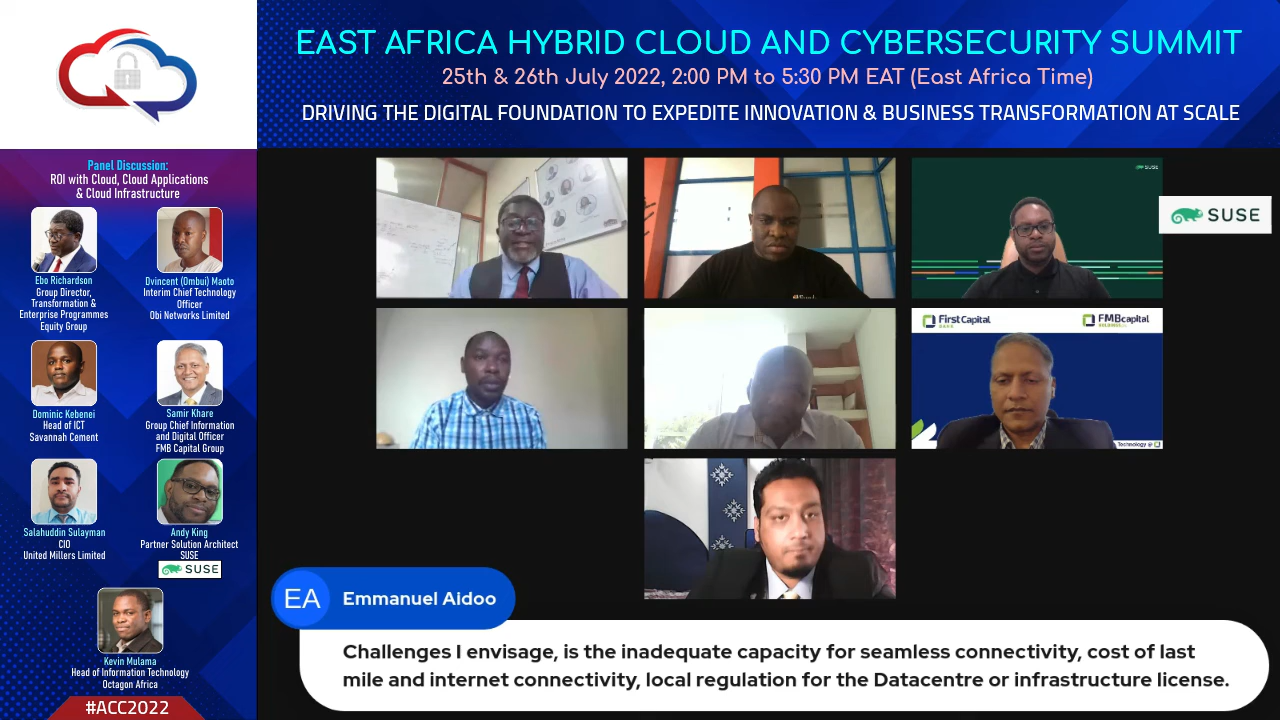 EAST AFRICA HYBRID CLOUD AND CYBERSECURITY SUMMIT
25th & 26th July 2022, 2:00 PM to 5:30 PM EAT (East Africa Time)
DRIVING THE DIGITAL FOUNDATION TO EXPEDITE INNOVATION & BUSINESS TRANSFORMATION AT SCALE
Panel Discussion:
ROI with Cloud, Cloud Applications
& Cloud Infrastructure
Ebo Richardson
Group Director,
Transformation &
Enterprise Programmes
Equity Group
Dvincent (Ombui) Maoto
Interim Chief Technology
Officer
Obi Networks Limited
Dominic Kebenei
Head of ICT
Savannah Cement
Samir Khare
Group Chief Information
and Digital Officer
FMB Capital Group
Salahuddin Sulayman
CIO
United Millers Limited
Andy King
Partner Solution Architect
SUSE
SUSE
Kevin Mulama
Head of Information Technology
Octagon Africa
#ACC2022
SUSE
SUSE
First Capital
BANK
FMBcapital
HOLDINGS
Technology @
EA Emmanuel Aidoo
Challenges I envisage, is the inadequate capacity for seamless connectivity, cost of last
mile and internet connectivity, local regulation for the Datacentre or infrastructure license.